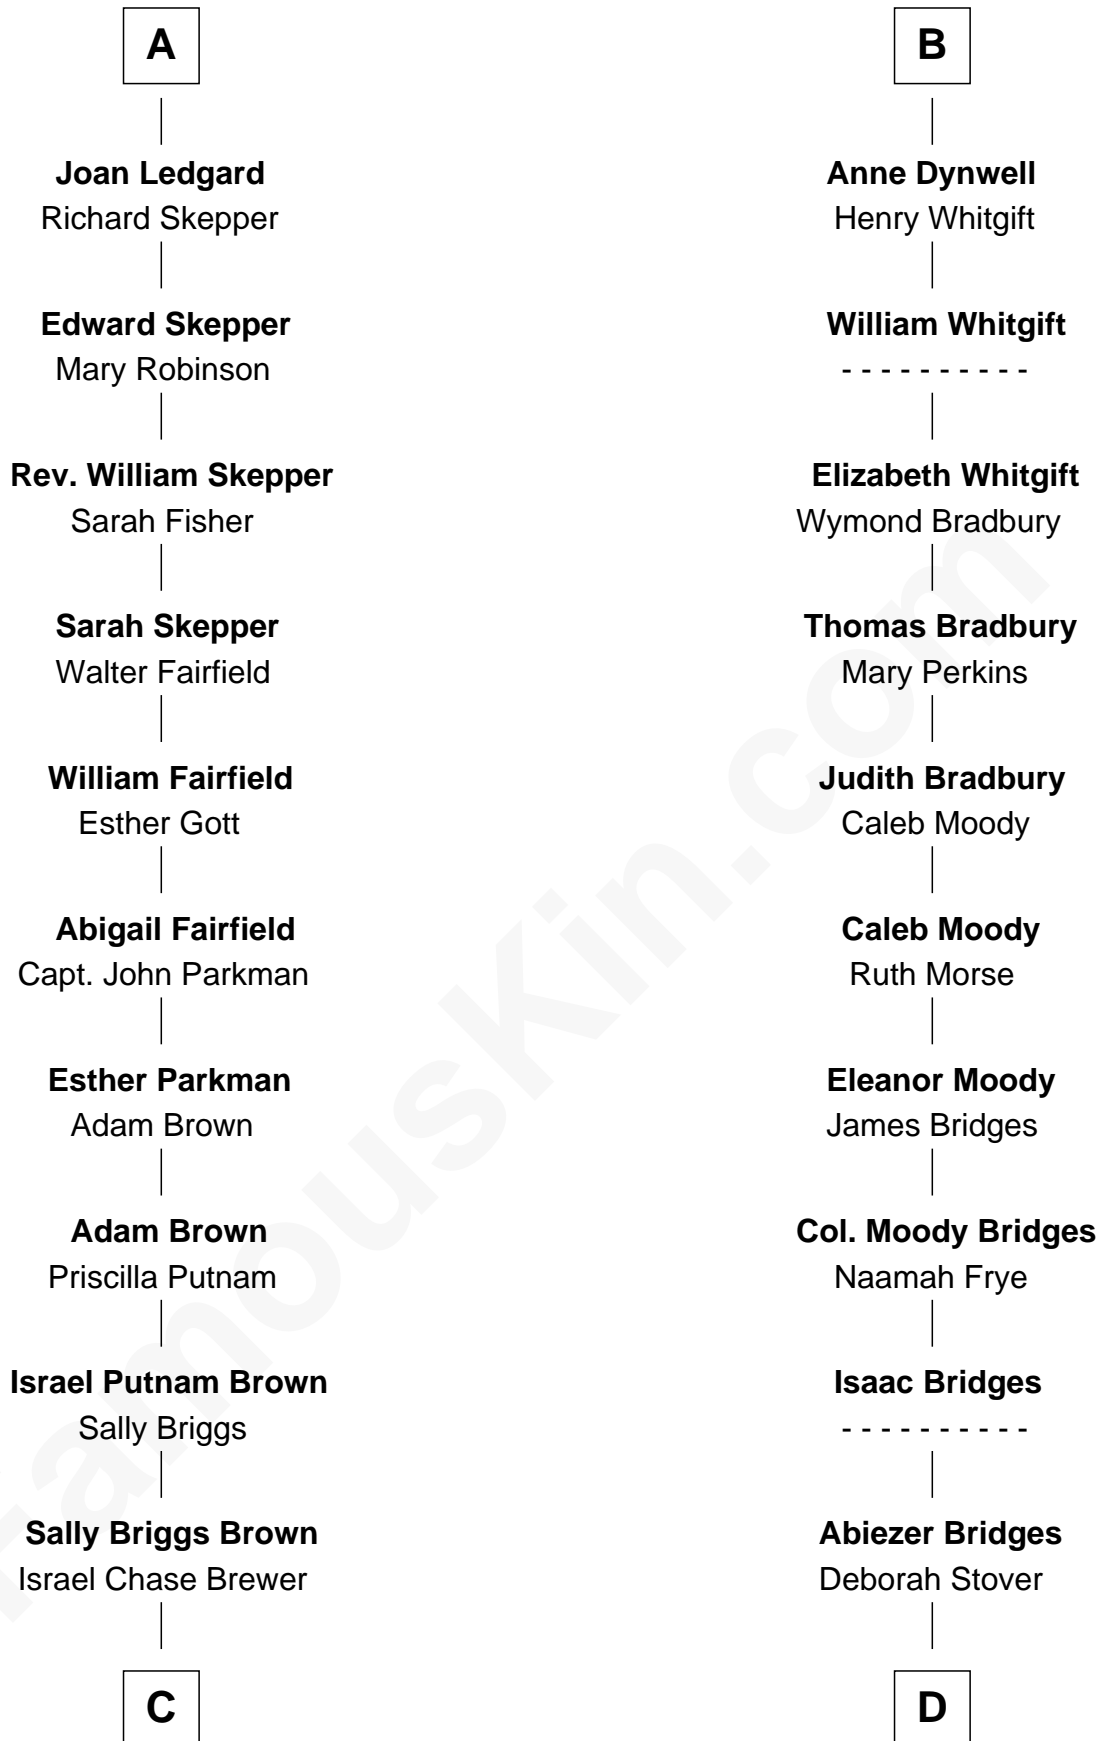 A
Joan Ledgard
Richard Skepper
Edward Skepper
Mary Robinson
Rev. William Skepper
Sarah Fisher
Sarah Skepper
Walter Fairfield
William Fairfield
Esther Gott
Abigail Fairfield
Capt. John Parkman
Esther Parkman
Adam Brown
Adam Brown
Priscilla Putnam
Israel Putnam Brown
Sally Briggs
Sally Briggs Brown
Israel Chase Brewer
C
B
Anne Dynwell
Henry Whitgift
William Whitgift
- - - - - - - - - -
Elizabeth Whitgift
Wymond Bradbury
Thomas Bradbury
Mary Perkins
Judith Bradbury
Caleb Moody
Caleb Moody
Ruth Morse
Eleanor Moody
James Bridges
Col. Moody Bridges
Naamah Frye
Isaac Bridges
- - - - - - - - - -
Abiezer Bridges
Deborah Stover
D
FamousKin.com